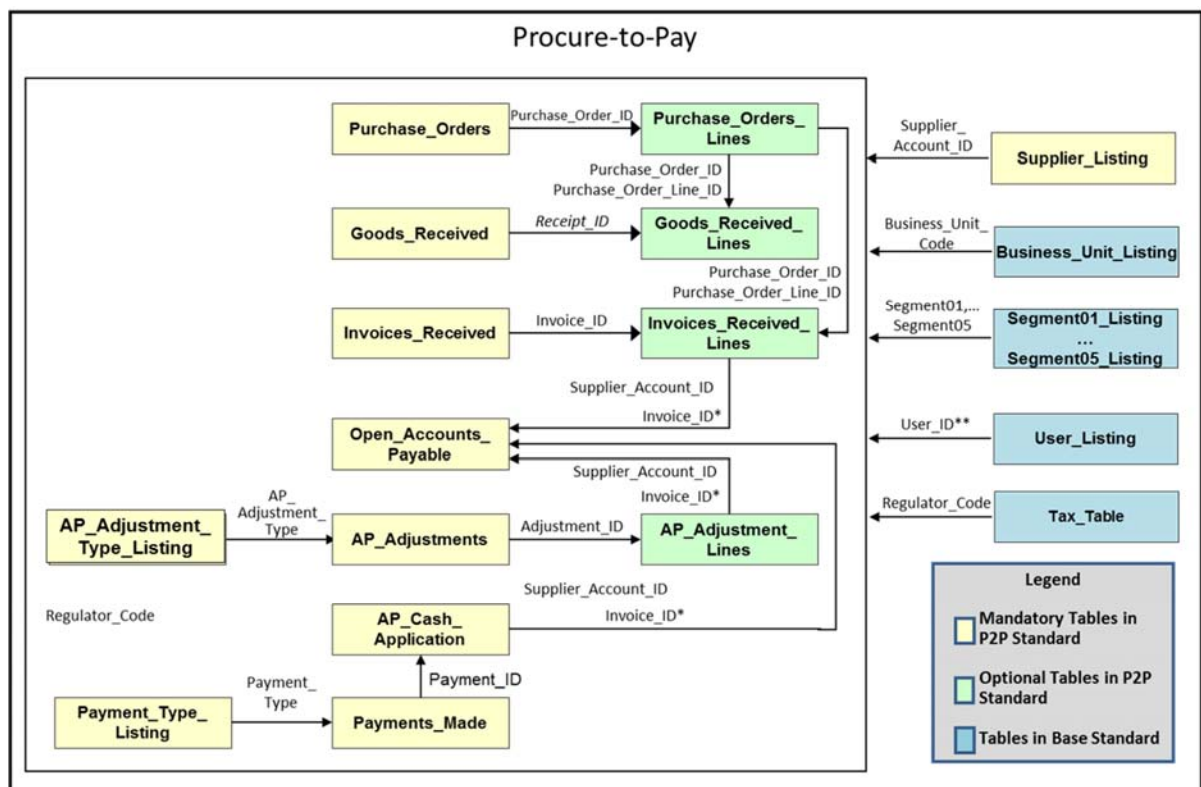 Procure-to-Pay
Purchase_Orders
Purchase_Order_ID
Purchase_Orders_
Lines
Supplier_
Account_ID
Supplier_Listing
Purchase_Order_ID
Purchase_Order_Line_ID
Goods_Received
Receipt_ID
Goods_Received_
Lines
Business_Unit_
Code
Business_Unit_Listing
Purchase_Order_ID
Purchase_Order_Line_ID
Invoices_Received
Invoice_ID
Invoices_Received_
Lines
Segment01,...
Segment05
Segment01_Listing
...
Segment05_Listing
Supplier_Account_ID
Invoice_ID*
Open_Accounts_
Payable
User_ID**
User_Listing
Supplier_Account_ID
Invoice_ID*
AP_Adjustment_
Type_Listing
AP_
Adjustment_
Type
AP_Adjustments
Adjustment_ID
AP_Adjustment_
Lines
Regulator_Code
Tax_Table
Supplier_Account_ID
Invoice_ID*
Regulator_Code
AP_Cash_
Application
Payment_ID
Payment_Type_
Listing
Payment_
Type
Payments_Made
Legend
Mandatory Tables in
P2P Standard
Optional Tables in P2P
Standard
Tables in Base Standard